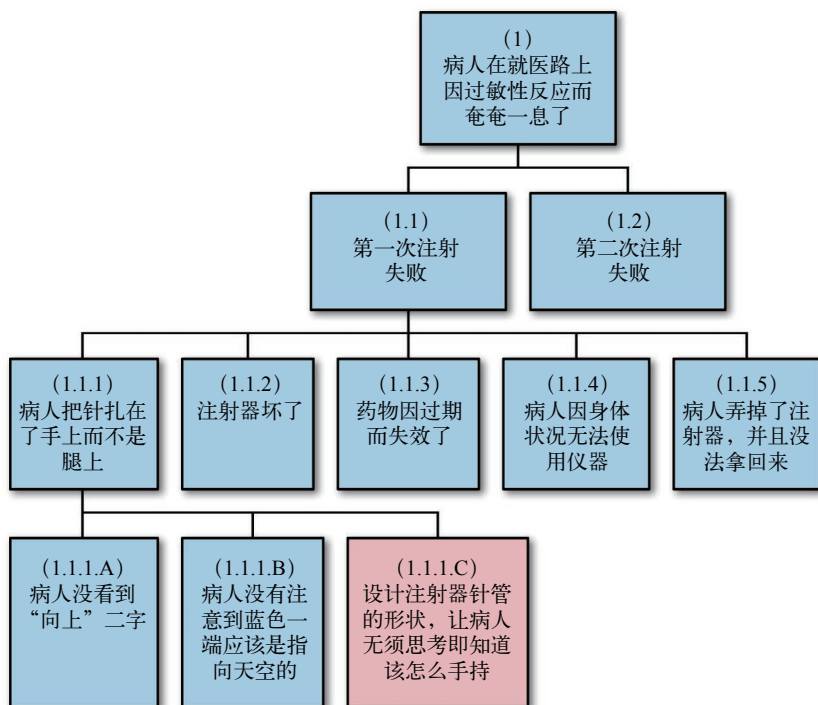 （1）
病人在就医路上
因过敏性反应而
奄奄一息了
（1.1）
第一次注射
失败
（1.2）
第二次注射
失败
（1.1.1）
病人把针扎在
了手上而不是
腿上
（1.1.2）
注射器坏了
（1.1.3）
药物因过期
而失效了
（1.1.4）
病人因身体
状况无法使
用仪器
（1.1.5）
病人弄掉了注
射器，并且没
法拿回来
（1.1.1.A）
病人没看到
“向上”二字
（1.1.1.B）
病人没有注
意到蓝色一
端应该是指
向天空的
（1.1.1.C）
设计注射器针管
的形状，让病人
无须思考即知道
该怎么手持